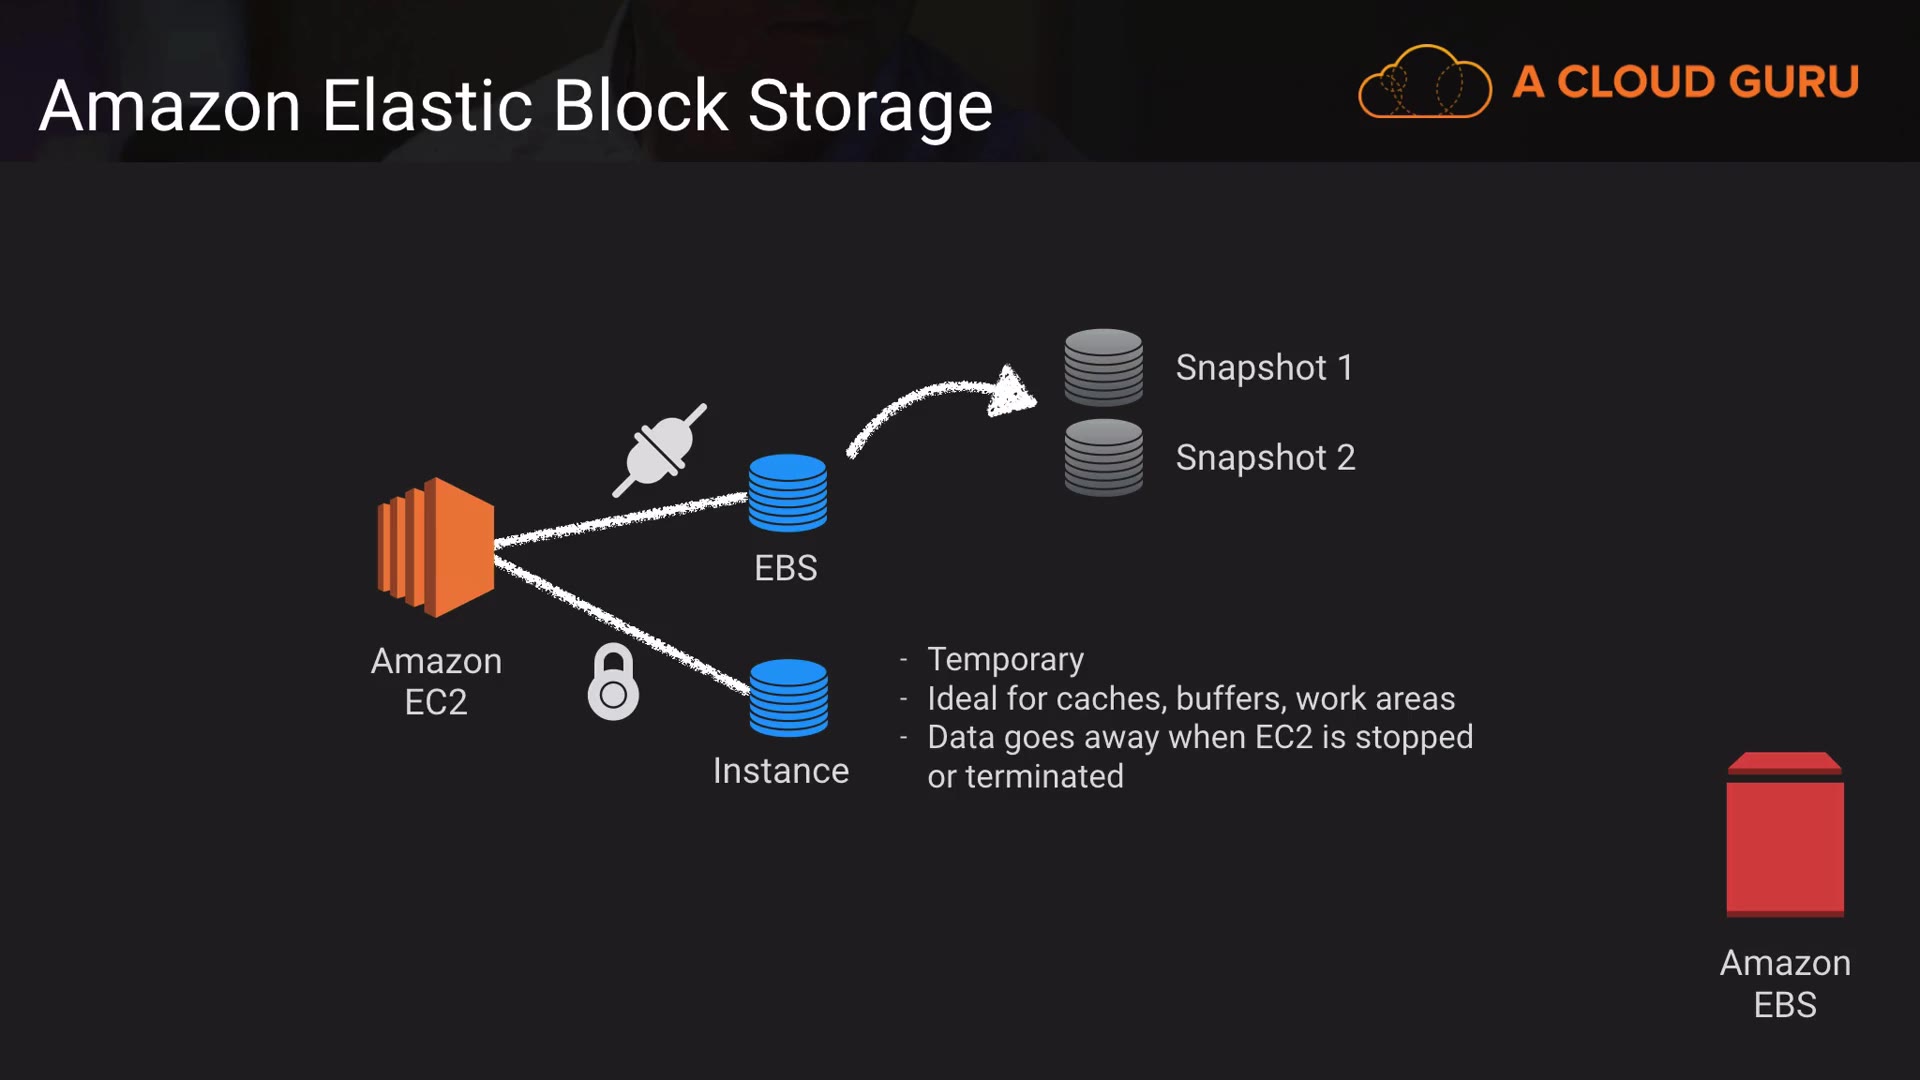 Amazon Elastic Block Storage
A CLOUD GURU
Snapshot 1
Snapshot 2
EBS
Amazon
EC2
Instance
- Temporary
- Ideal for caches, buffers, work areas
- Data goes away when EC2 is stopped
or terminated
Amazon
EBS